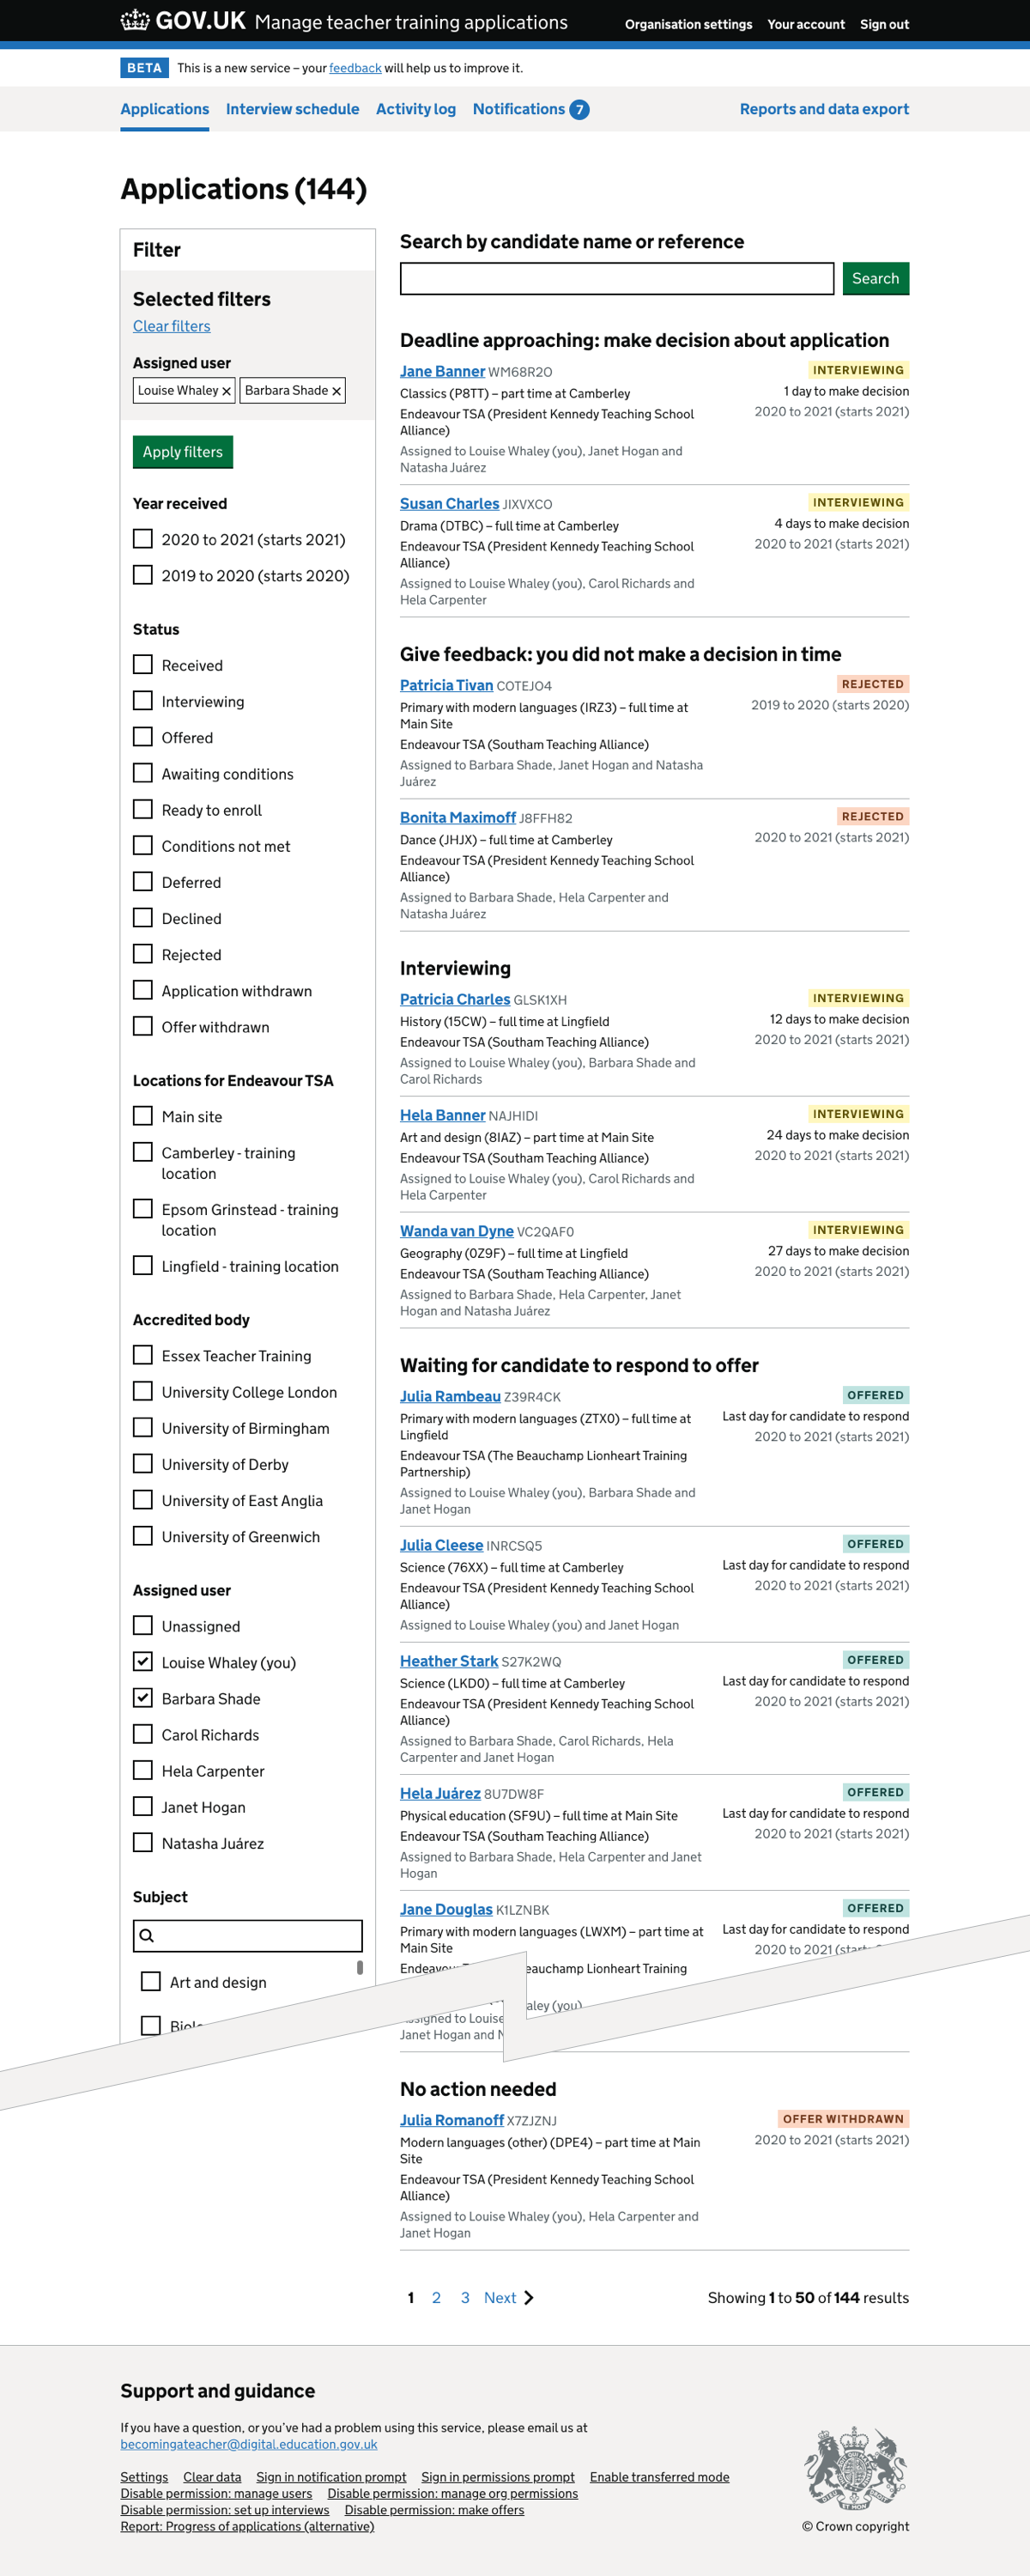 GOV.UK Manage teacher training applications
Organisation settings Your account Sign out
BETA This is a new service – your feedback will help us to improve it.
Applications Interview schedule Activity log Notifications 7 Reports and data export
Applications (144)
Filter
Selected filters
Clear filters
Assigned user
Louise Whaley ✕ Barbara Shade ✕
Apply filters
Year received
2020 to 2021 (starts 2021)
2019 to 2020 (starts 2020)
Status
Received
Interviewing
Offered
Awaiting conditions
Ready to enroll
Conditions not met
Deferred
Declined
Rejected
Application withdrawn
Offer withdrawn
Locations for Endeavour TSA
Main site
Camberley - training
location
Epsom Grinstead - training
location
Lingfield - training location
Accredited body
Essex Teacher Training
University College London
University of Birmingham
University of Derby
University of East Anglia
University of Greenwich
Assigned user
Unassigned
Louise Whaley (you)
Barbara Shade
Carol Richards
Hela Carpenter
Janet Hogan
Natasha Juárez
Subject
Art and design
Search by candidate name or reference
Search
Deadline approaching: make decision about application
Jane Banner WM68R2O
INTERVIEWING
Classics (P8TT) – part time at Camberley
1 day to make decision
Endeavour TSA (President Kennedy Teaching School
2020 to 2021 (starts 2021)
Alliance)
Assigned to Louise Whaley (you), Janet Hogan and
Natasha Juárez
Susan Charles JIXVXCO
INTERVIEWING
Drama (DTBC) – full time at Camberley
4 days to make decision
Endeavour TSA (President Kennedy Teaching School
2020 to 2021 (starts 2021)
Alliance)
Assigned to Louise Whaley (you), Carol Richards and
Hela Carpenter
Give feedback: you did not make a decision in time
Patricia Tivan COTEJO4
REJECTED
Primary with modern languages (IRZ3) – full time at
2019 to 2020 (starts 2020)
Main Site
Endeavour TSA (Southam Teaching Alliance)
Assigned to Barbara Shade, Janet Hogan and Natasha
Juárez
Bonita Maximoff J8FFH82
REJECTED
Dance (JHJX) – full time at Camberley
2020 to 2021 (starts 2021)
Endeavour TSA (President Kennedy Teaching School
Alliance)
Assigned to Barbara Shade, Hela Carpenter and
Natasha Juárez
Interviewing
Patricia Charles GLSK1XH
INTERVIEWING
History (15CW) – full time at Lingfield
12 days to make decision
Endeavour TSA (Southam Teaching Alliance)
2020 to 2021 (starts 2021)
Assigned to Louise Whaley (you), Barbara Shade and
Carol Richards
Hela Banner NAJHIDI
INTERVIEWING
Art and design (8IAZ) – part time at Main Site
24 days to make decision
Endeavour TSA (Southam Teaching Alliance)
2020 to 2021 (starts 2021)
Assigned to Louise Whaley (you), Carol Richards and
Hela Carpenter
Wanda van Dyne VC2QAF0
INTERVIEWING
Geography (0Z9F) – full time at Lingfield
27 days to make decision
Endeavour TSA (Southam Teaching Alliance)
2020 to 2021 (starts 2021)
Assigned to Barbara Shade, Hela Carpenter, Janet
Hogan and Natasha Juárez
Waiting for candidate to respond to offer
Julia Rambeau Z39R4CK
OFFERED
Primary with modern languages (ZTX0) – full time at
Last day for candidate to respond
Lingfield
2020 to 2021 (starts 2021)
Endeavour TSA (The Beauchamp Lionheart Training
Partnership)
Assigned to Louise Whaley (you), Barbara Shade and
Janet Hogan
Julia Cleese INRCSQ5
OFFERED
Science (76XX) – full time at Camberley
Last day for candidate to respond
Endeavour TSA (President Kennedy Teaching School
2020 to 2021 (starts 2021)
Alliance)
Assigned to Louise Whaley (you) and Janet Hogan
Heather Stark S27K2WQ
OFFERED
Science (LKD0) – full time at Camberley
Last day for candidate to respond
Endeavour TSA (President Kennedy Teaching School
2020 to 2021 (starts 2021)
Alliance)
Assigned to Barbara Shade, Carol Richards, Hela
Carpenter and Janet Hogan
Hela Juárez 8U7DW8F
OFFERED
Physical education (SF9U) – full time at Main Site
Last day for candidate to respond
Endeavour TSA (Southam Teaching Alliance)
2020 to 2021 (starts 2021)
Assigned to Barbara Shade, Hela Carpenter and Janet
Hogan
Jane Douglas K1LZNBK
OFFERED
Primary with modern languages (LWXM) – part time at
Last day for candidate to respond
Main Site
2020 to 2021
Lionheart Training
(you)
Janet Hogan and
No action needed
Julia Romanoff X7ZJZNJ
OFFER WITHDRAWN
Modern languages (other) (DPE4) – part time at Main
2020 to 2021 (starts 2021)
Site
Endeavour TSA (President Kennedy Teaching School
Alliance)
Assigned to Louise Whaley (you), Hela Carpenter and
Janet Hogan
1 2 3 Next
Showing 1 to 50 of 144 results
Support and guidance
If you have a question, or you’ve had a problem using this service, please email us at
becomingateacher@digital.education.gov.uk
Settings Clear data Sign in notification prompt Sign in permissions prompt Enable transferred mode
Disable permission: manage users Disable permission: manage org permissions
Disable permission: set up interviews Disable permission: make offers
Report: Progress of applications (alternative)
© Crown copyright